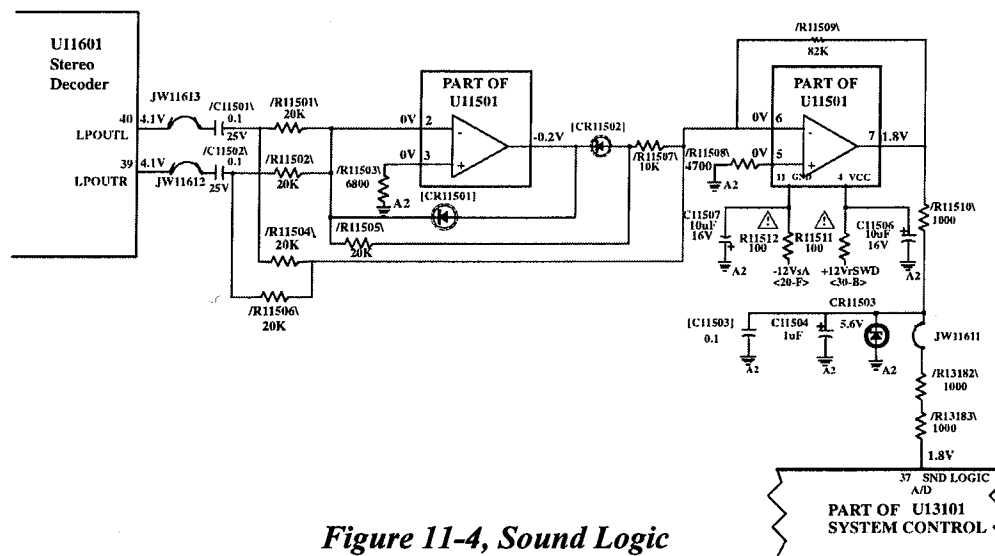 U11601
Stereo
Decoder
40
4.1V
LPOUTL
39
4.1V
LPOUTR
JW11613
JW11612
/C11501\
0.1
25V
/C11502\
0.1
25V
/R11501\
20K
/R11502\
20K
/R11504\
20K
/R11506\
20K
/R11503\
6800
A2
/R11505\
20K
[CR11501]
PART OF
U11501
0V 2
-
0V 3
+
-0.2V
[CR11502]
/R11507\
10K
/R11508\
4700
A2
/R11509\
82K
PART OF
U11501
0V 6
-
0V 5
+
7 1.8V
11 GND
4 VCC
C11507
10uF
16V
A2
R11512
100
-12VsA
<20-F>
R11511
100
+12VrSWD
<30-B>
C11506
10uF
16V
A2
/R11510\
1000
[C11503]
0.1
A2
C11504
1uF
A2
CR11503
5.6V
A2
JW11611
/R13182\
1000
/R13183\
1000
1.8V
37 SND LOGIC
A/D
PART OF U13101
SYSTEM CONTROL
Figure 11-4, Sound Logic